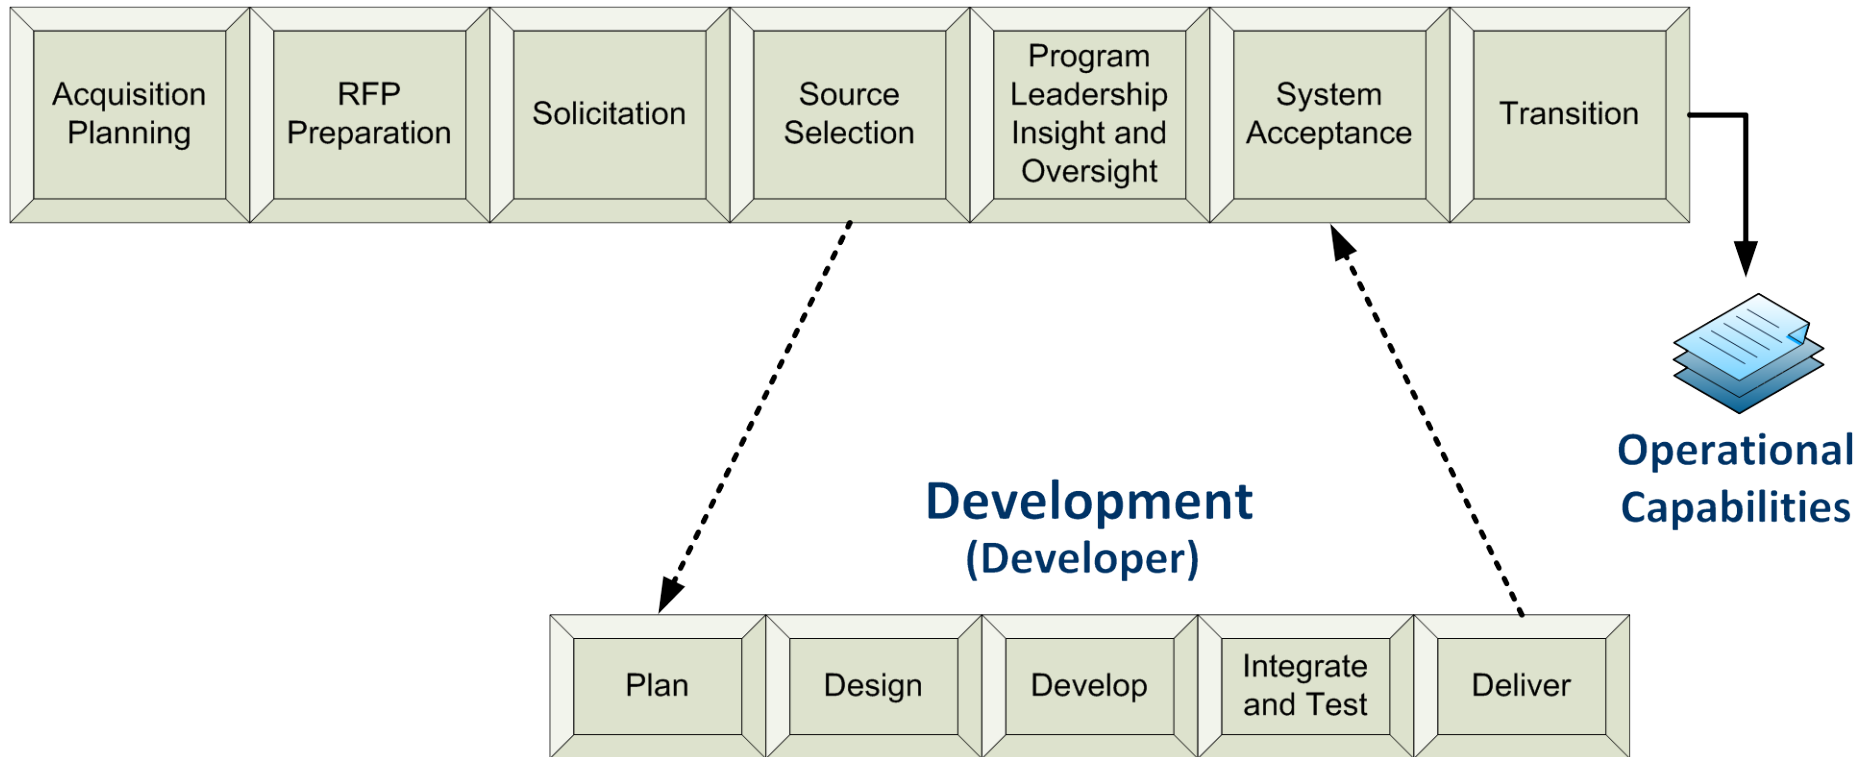 Acquisition
Planning
RFP
Preparation
Solicitation
Source
Selection
Program
Leadership
Insight and
Oversight
System
Acceptance
Transition
Operational
Capabilities
Development
(Developer)
Plan
Design
Develop
Integrate
and Test
Deliver